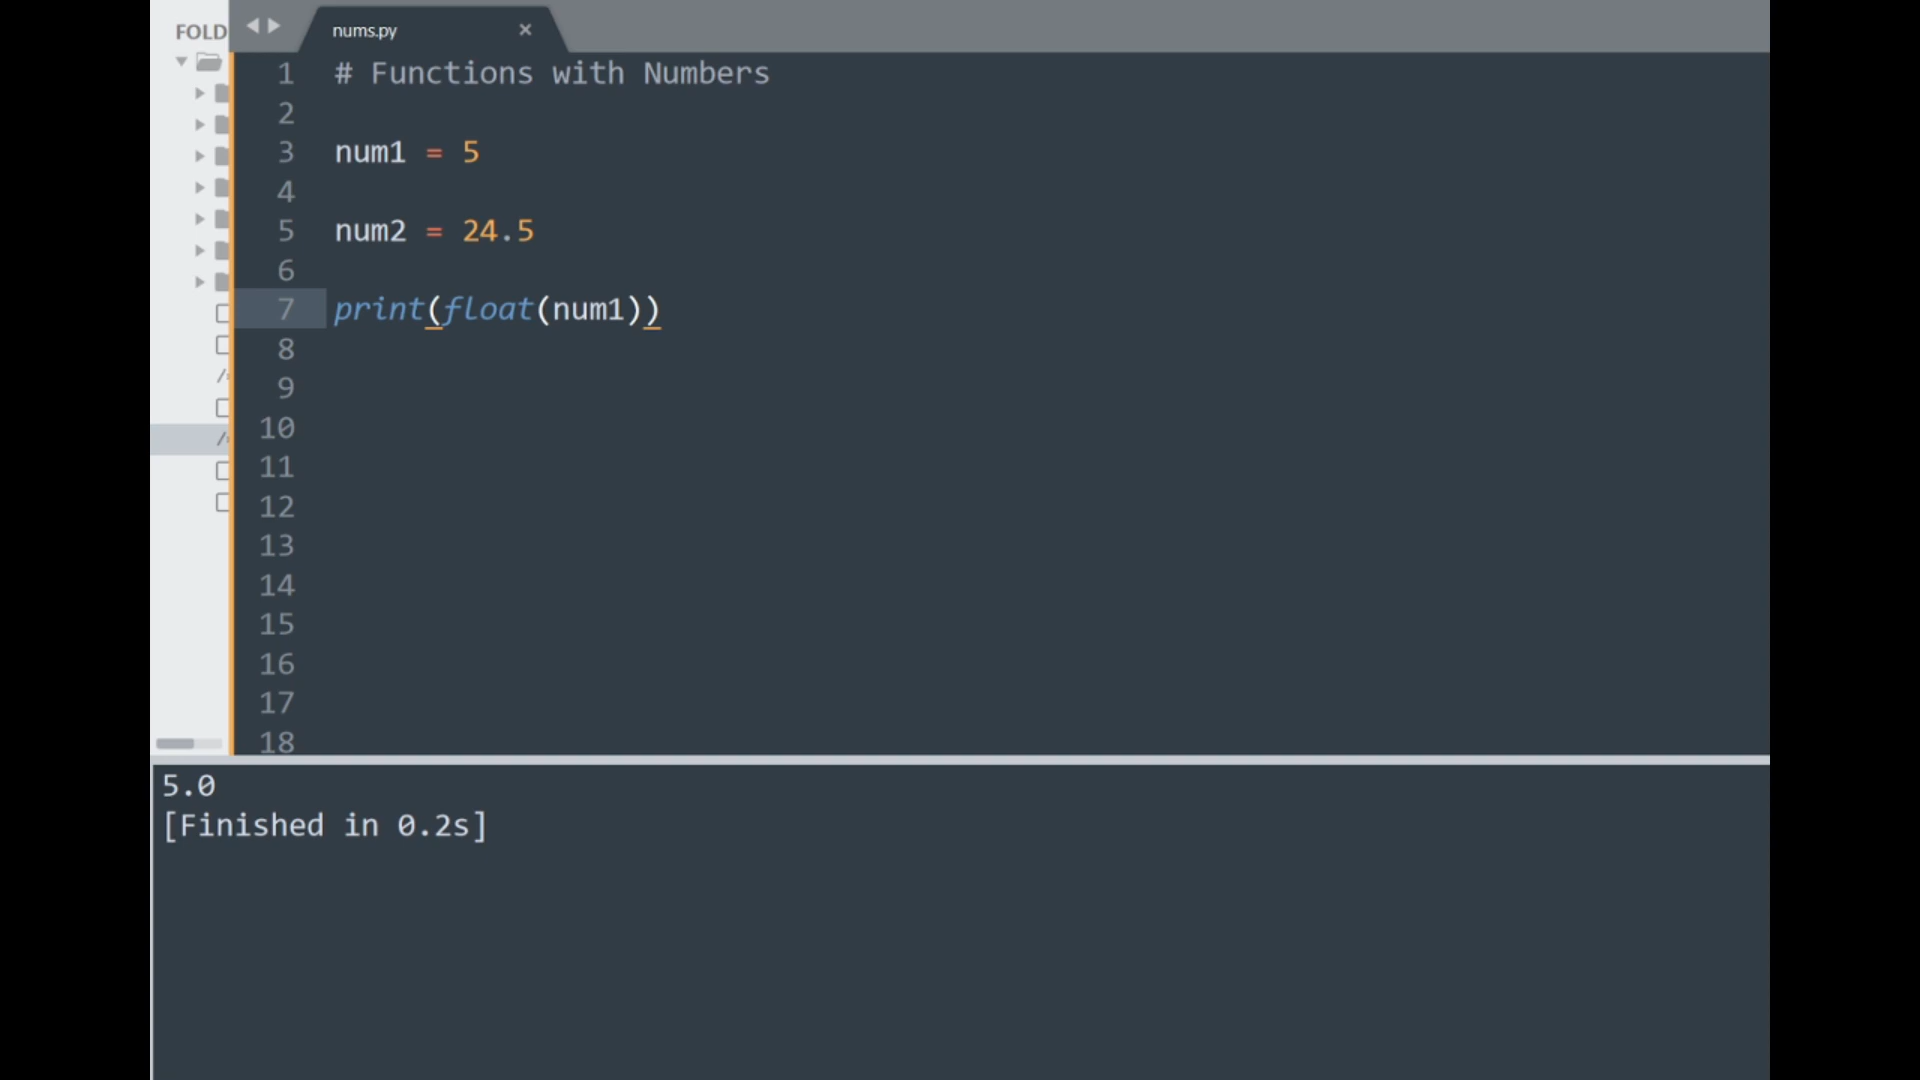 FOLD
nums.py
1 # Functions with Numbers
2
3 num1 = 5
4
5 num2 = 24.5
6
7 print(float(num1))
8
9
10
11
12
13
14
15
16
17
18
5.0
[Finished in 0.2s]